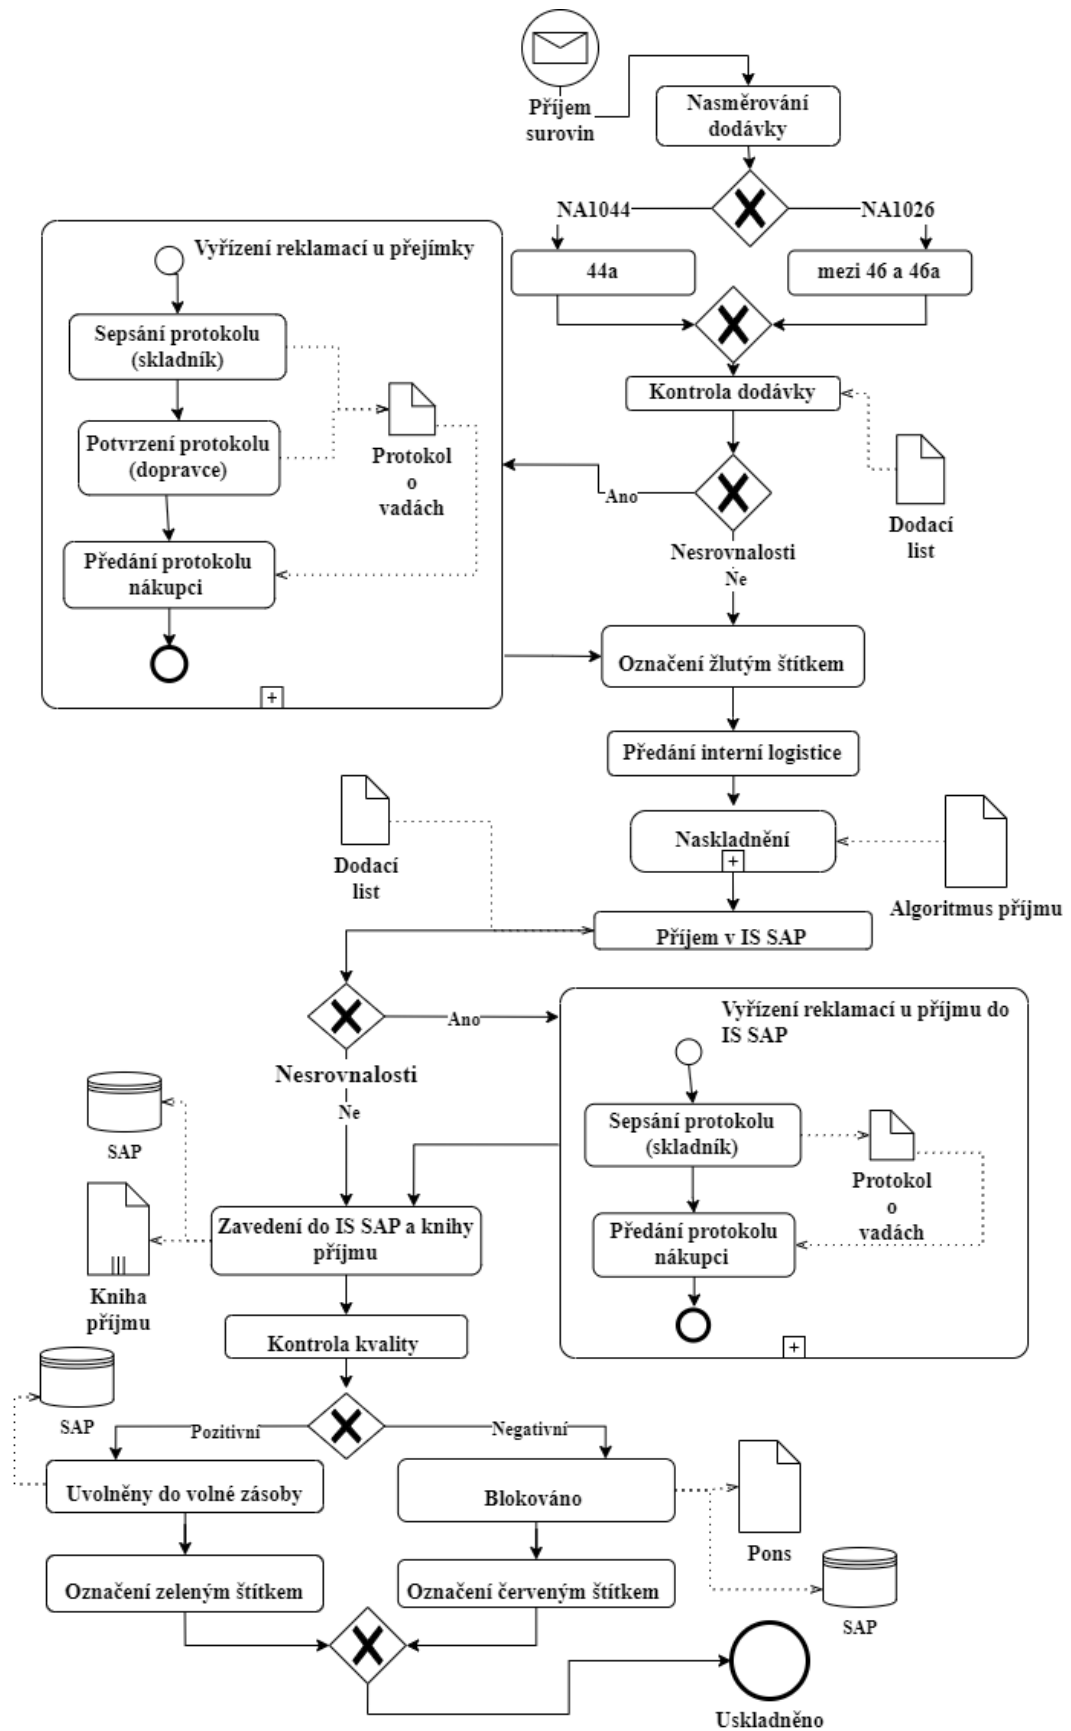 Příjem
surovin
Nasměrování
dodávky
NA1044
NA1026
44a
mezi 46 a 46a
Vyřízení reklamací u přejímky
Sepsání protokolu
(skladník)
Potvrzení protokolu
(dopravce)
Protokol
o
vadách
Předání protokolu
nákupci
+
Kontrola dodávky
Dodací
list
Ano
Nesrovnalosti
Ne
Označení žlutým štítkem
Předání interní logistice
Naskladnění
+
Algoritmus příjmu
Dodací
list
Příjem v IS SAP
Ano
Nesrovnalosti
Ne
Vyřízení reklamací u příjmu do
IS SAP
Sepsání protokolu
(skladník)
Protokol
o
vadách
Předání protokolu
nákupci
+
SAP
Zavedení do IS SAP a knihy
příjmu
Kniha
příjmu
Kontrola kvality
SAP
Pozitivní
Negativní
Uvolněny do volné zásoby
Blokováno
Pons
SAP
Označení zeleným štítkem
Označení červeným štítkem
Uskladněno